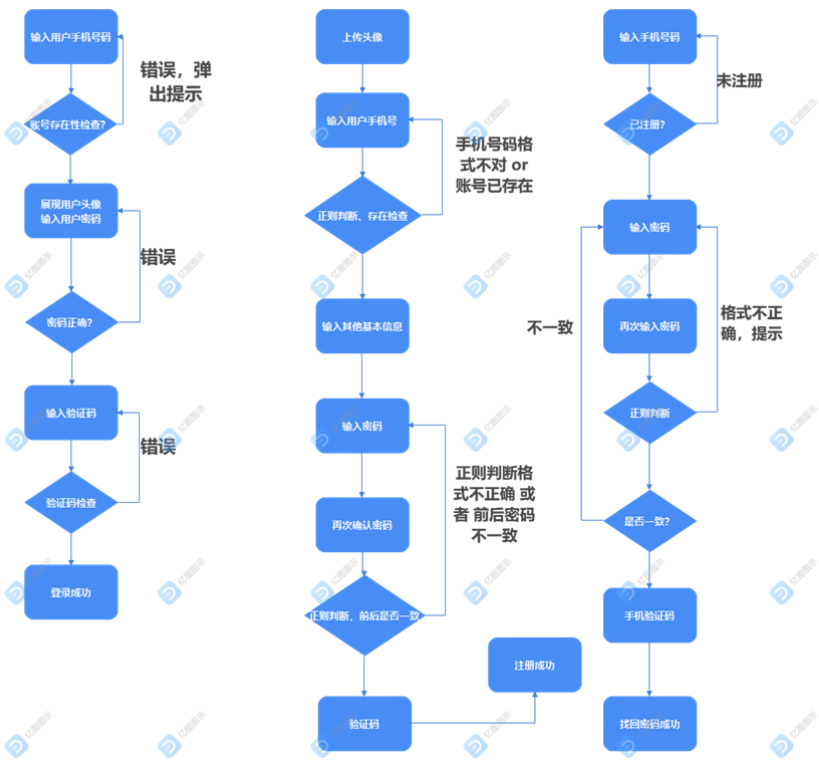 输入用户手机号码
错误，弹
出提示
账号存在性检查?
展现用户头像
输入用户密码
错误
密码正确?
输入验证码
错误
验证码检查
登录成功
上传头像
输入用户手机号
手机号码格
式不对 or
账号已存在
正则判断、存在检查
输入其他基本信息
输入密码
再次确认密码
正则判断格
式不正确 或
者 前后密码
不一致
正则判断，前后是否一致
验证码
注册成功
输入手机号码
未注册
已注册?
输入密码
不一致
再次输入密码
格式不正
确，提示
正则判断
是否一致?
手机验证码
找回密码成功
亿图图示